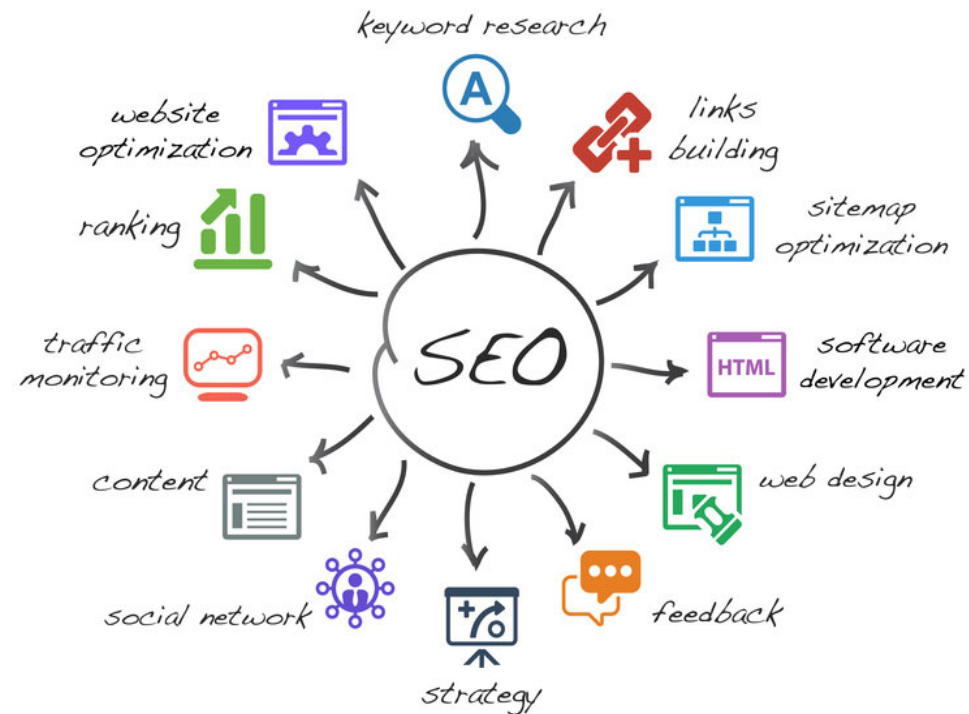 keyword research
A
links
building
sitemap
optimization
HTML
software
development
web design
feedback
strategy
social network
content
traffic
monitoring
ranking
website
optimization
SEO